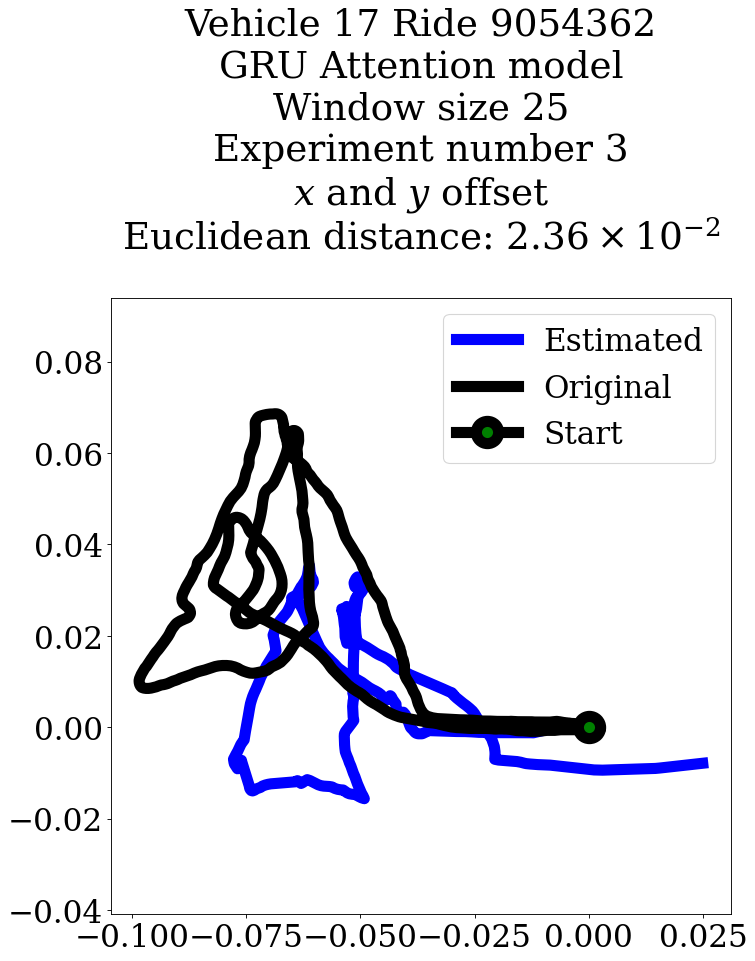 Vehicle 17 Ride 9054362
GRU Attention model
Window size 25
Experiment number 3
x and y offset
Euclidean distance: 2.36 × 10⁻²
Estimated
Original
Start
0.08
0.06
0.04
0.02
0.00
−0.02
−0.04
−0.100 −0.075 −0.050 −0.025 0.000 0.025